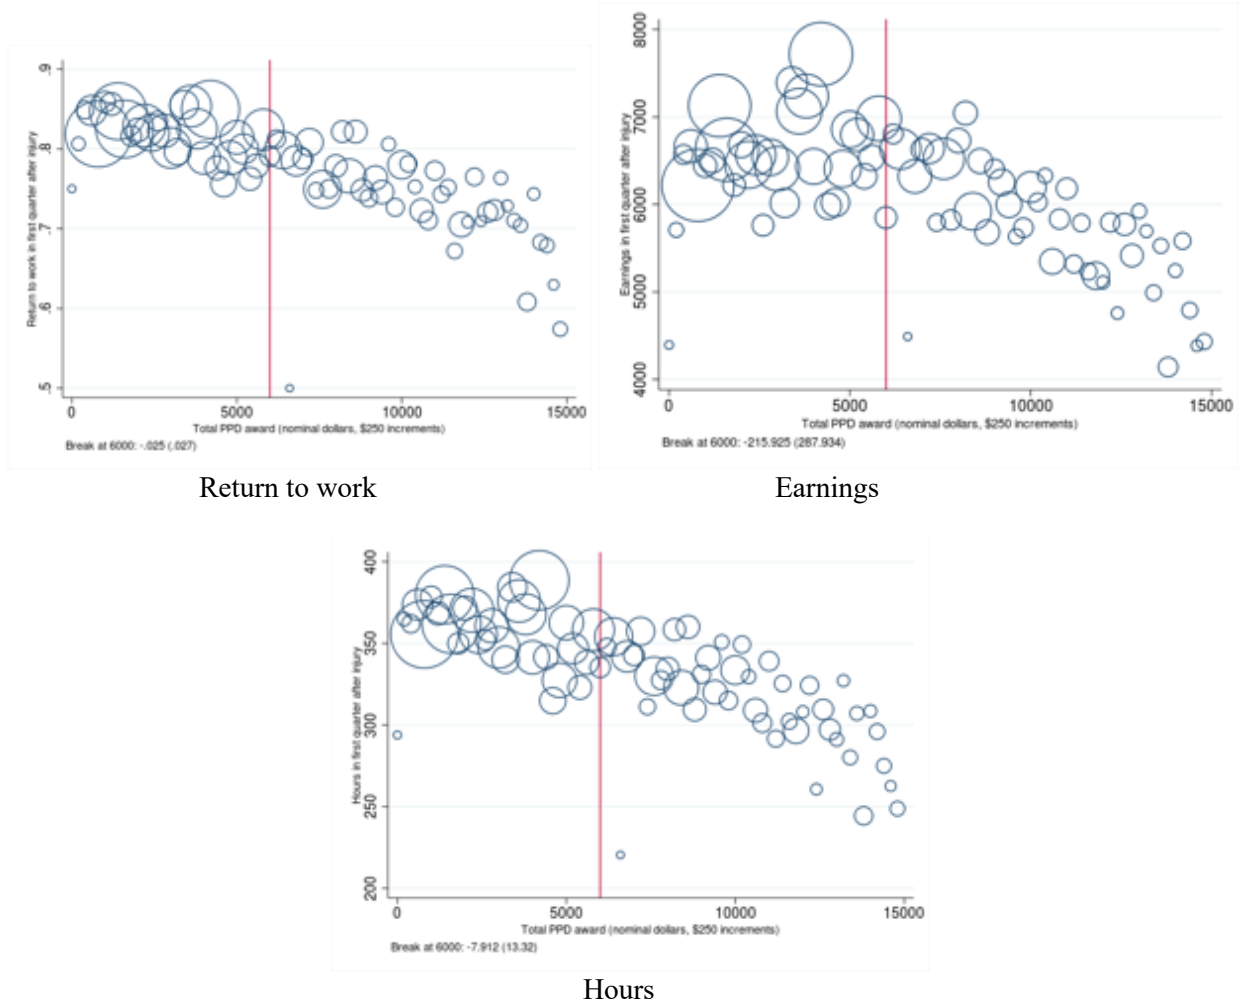 .9
.8
.7
.6
.5
Return to work in first quarter after injury
0 5000 10000 15000
Total PPD award (nominal dollars, $250 increments)
Break at 6000: -.025 (.027)
Return to work
8000
7000
6000
5000
4000
Earnings in first quarter after injury
0 5000 10000 15000
Total PPD award (nominal dollars, $250 increments)
Break at 6000: -215.925 (287.934)
Earnings
400
350
300
250
200
Hours in first quarter after injury
0 5000 10000 15000
Total PPD award (nominal dollars, $250 increments)
Break at 6000: -7.912 (13.32)
Hours